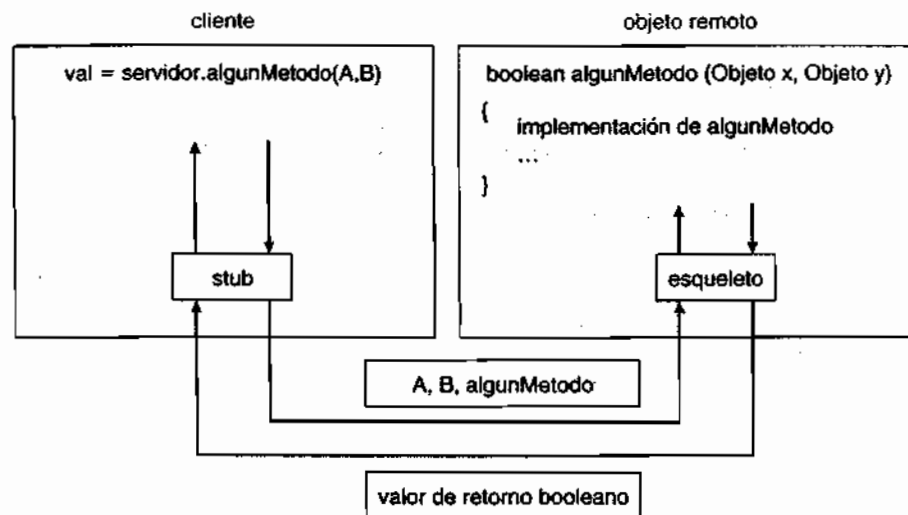 cliente
val = servidor.algunMetodo(A,B)
stub
objeto remoto
boolean algunMetodo (Objeto x, Objeto y)
{
implementación de algunMetodo
...
}
esqueleto
A, B, algunMetodo
valor de retorno booleano